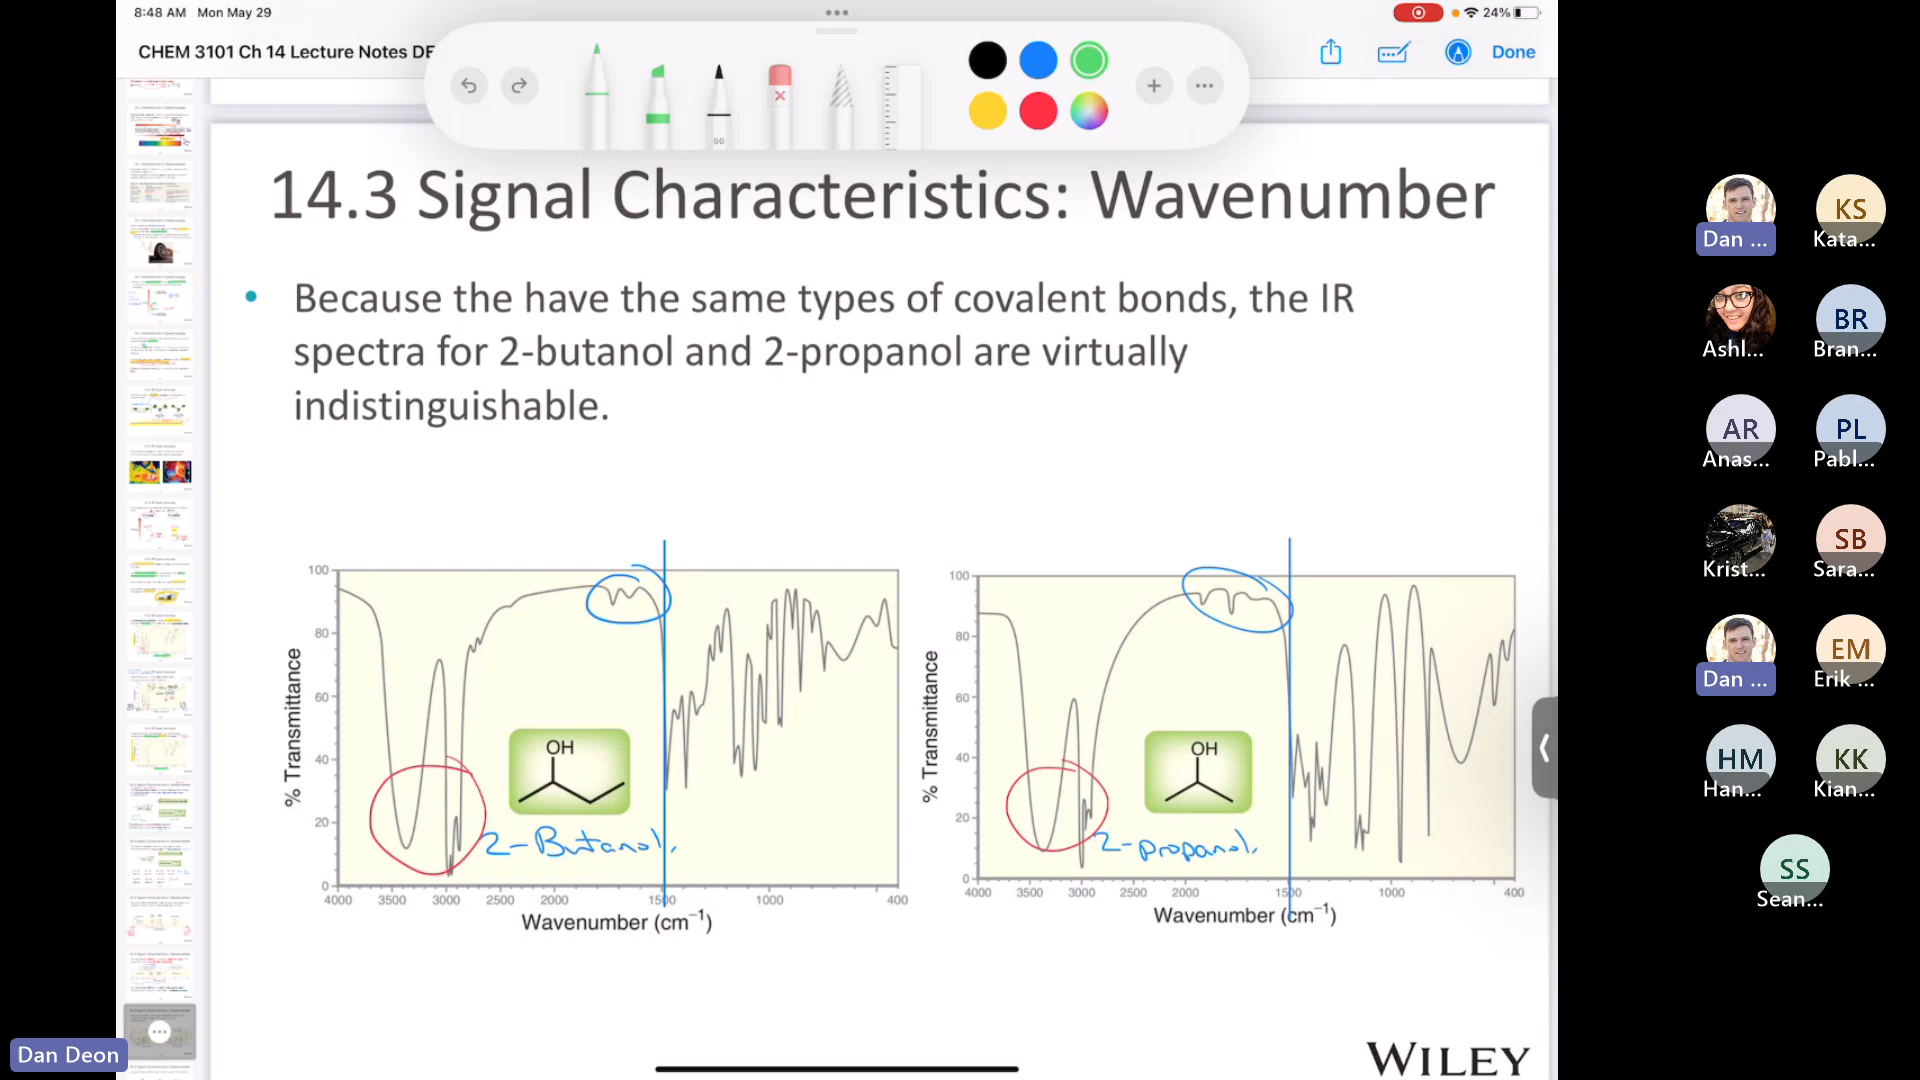 8:48 AM Mon May 29
24%
CHEM 3101 Ch 14 Lecture Notes DE
Done
50
14.3 Signal Characteristics: Wavenumber
• Because the have the same types of covalent bonds, the IR
spectra for 2-butanol and 2-propanol are virtually
indistinguishable.
100
80
60
40
20
0
% Transmittance
OH
2-Butanol.
4000 3500 3000 2500 2000 1500 1000 400
Wavenumber (cm⁻¹)
100
80
60
40
20
0
% Transmittance
OH
2-propanol.
4000 3500 3000 2500 2000 1500 1000 400
Wavenumber (cm⁻¹)
WILEY
Dan Deon
Dan ...
KS
Kata...
Ashl...
BR
Bran...
AR
Anas...
PL
Pabl...
Krist...
SB
Sara...
Dan ...
EM
Erik ...
HM
Han...
KK
Kian...
SS
Sean...